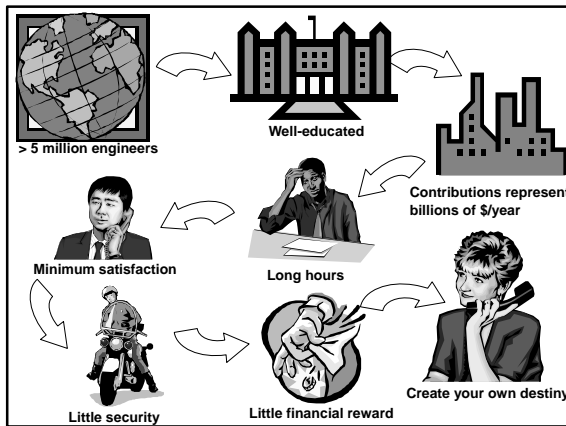 > 5 million engineers
Well-educated
Contributions represent
billions of $/year
Long hours
Minimum satisfaction
Little security
Little financial reward
Create your own destiny